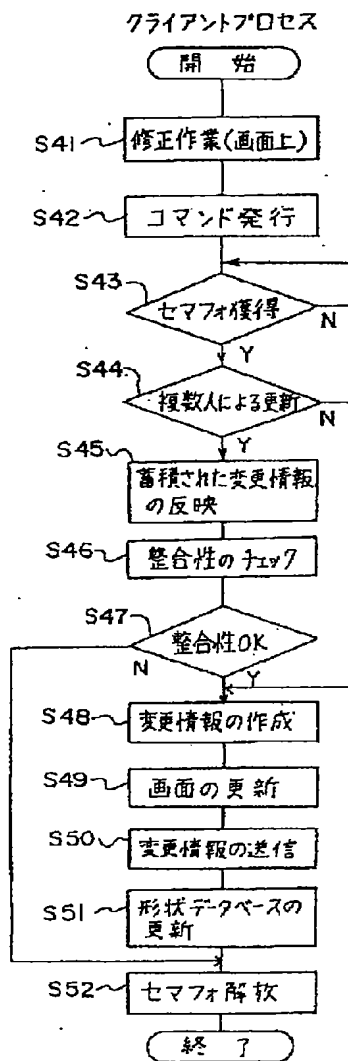 クライアントプロセス
開始
S41
修正作業(画面上)
S42
コマンド発行
S43
セマフォ獲得
N
Y
S44
複数人による更新
N
Y
S45
蓄積された変更情報
の反映
S46
整合性のチェック
S47
整合性OK
N
Y
S48
変更情報の作成
S49
画面の更新
S50
変更情報の送信
S51
形状データベースの
更新
S52
セマフォ解放
終了